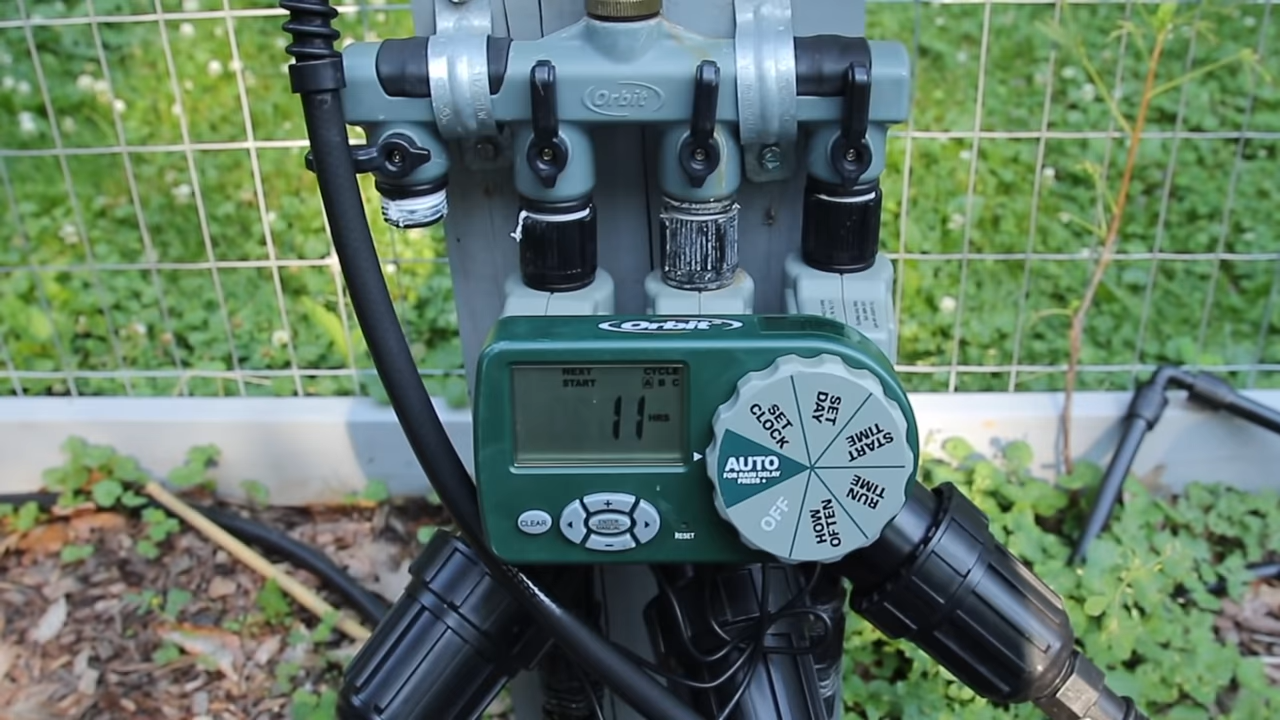 Orbit
Orbit
NEXT
START
CYCLE
A B C
11 HRS
SET
CLOCK
SET
DAY
START
TIME
RUN
TIME
HOW
OFTEN
OFF
AUTO
FOR RAIN DELAY
PRESS +
CLEAR
+
ENTER
MANUAL
−
RESET